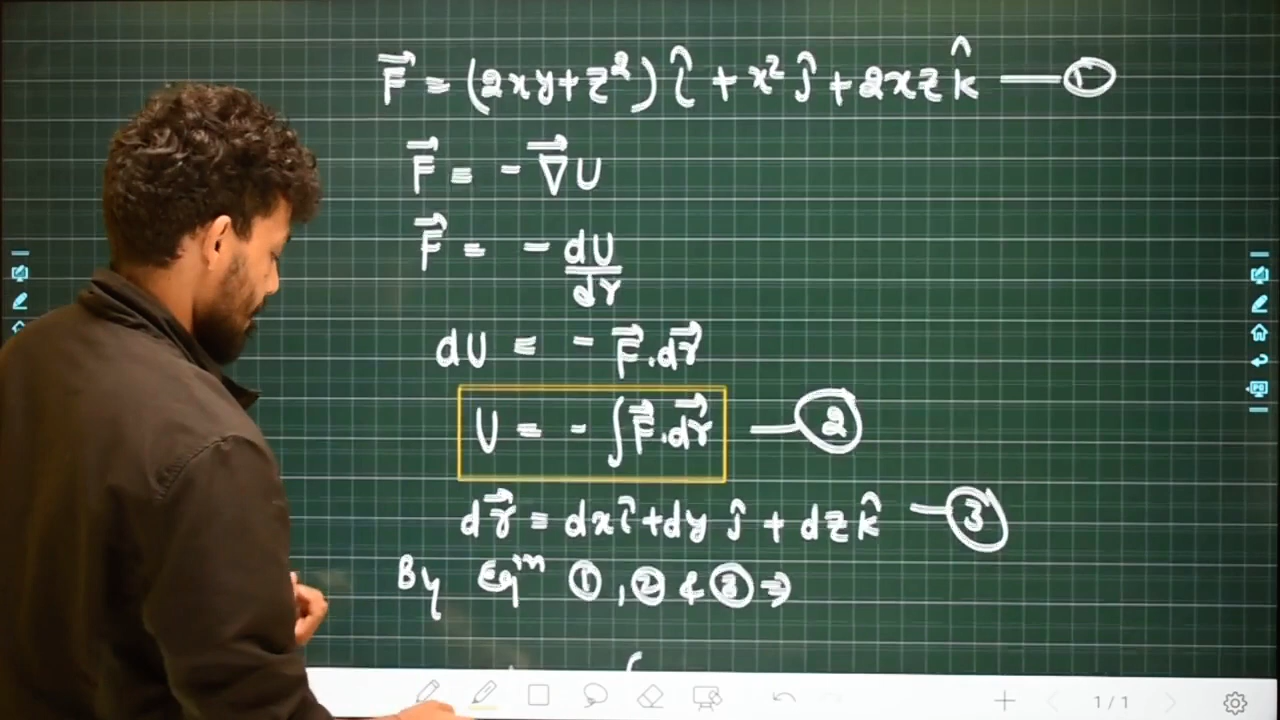 F⃗ = (2xy+z²) î + x² ĵ + 2xz k̂ — ①
F⃗ = - ∇⃗U
F⃗ = - dU/dr
dU = - F⃗.dr⃗
U = - ∫F⃗.dr⃗ — ②
dr⃗ = dx î + dy ĵ + dz k̂ — ③
By Eqⁿ ①, ② & ③ ⇒
1/1